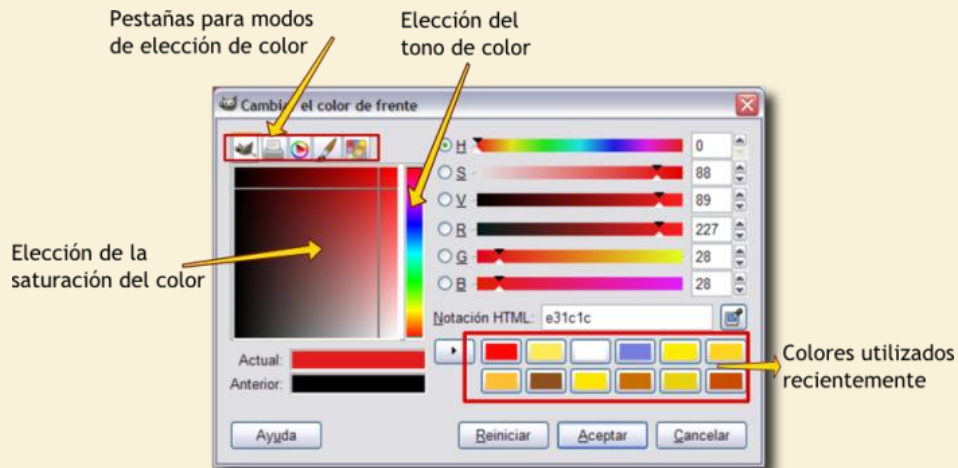 Pestañas para modos
de elección de color
Elección del
tono de color
Elección de la
saturación del color
Colores utilizados
recientemente
el color de frente
H 0
S 88
V 89
R 227
G 28
B 28
Notación HTML: e31c1c
Actual:
Anterior:
Ayuda
Reiniciar
Aceptar
Cancelar